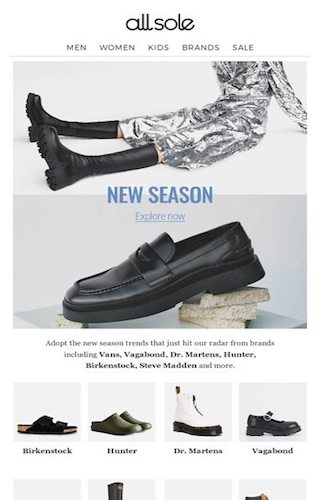 allsole
MEN WOMEN KIDS BRANDS SALE
NEW SEASON
Explore now
Adopt the new season trends that just hit our radar from brands
including Vans, Vagabond, Dr. Martens, Hunter,
Birkenstock, Steve Madden and more.
Birkenstock Hunter Dr. Martens Vagabond